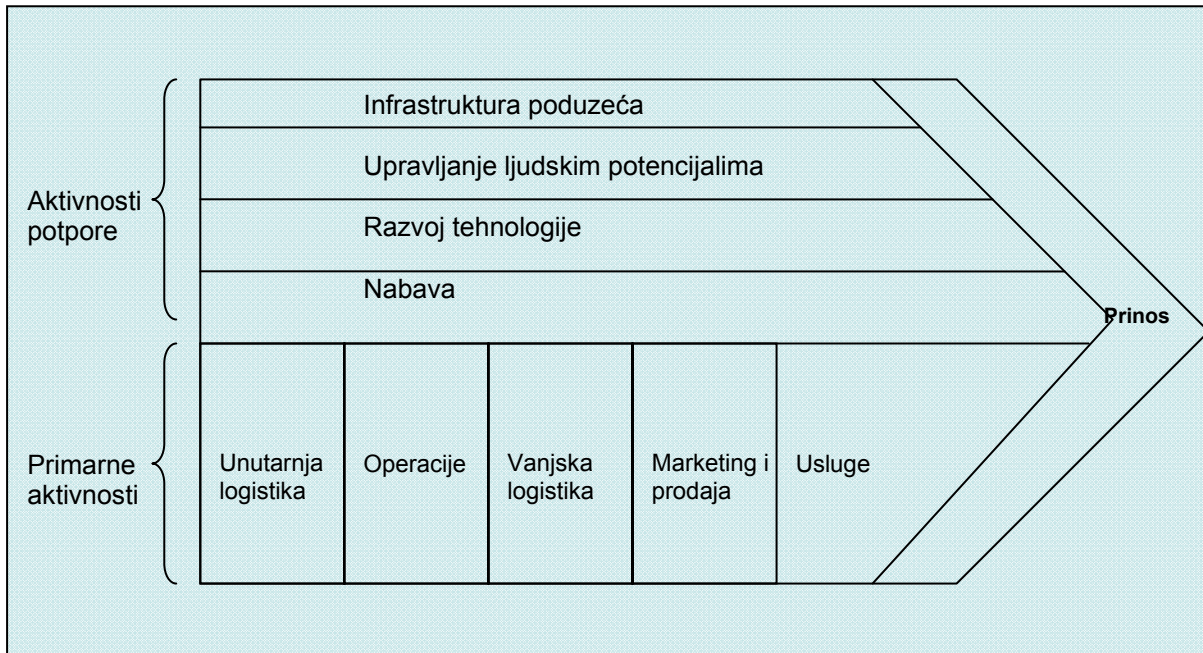 Infrastruktura poduzeća
Upravljanje ljudskim potencijalima
Aktivnosti
potpore
Razvoj tehnologije
Nabava
Prinos
Primarne
aktivnosti
Unutarnja
logistika
Operacije
Vanjska
logistika
Marketing i
prodaja
Usluge